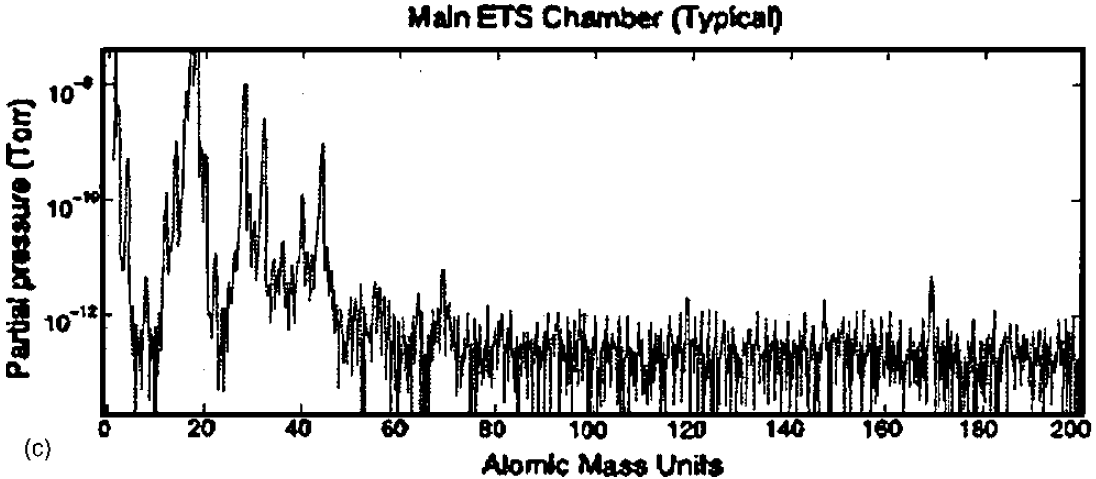 Main ETS Chamber (Typical)
Partial pressure (Torr)
10⁻⁸
10⁻¹⁰
10⁻¹²
0 20 40 60 80 100 120 140 160 180 200
Atomic Mass Units
(c)